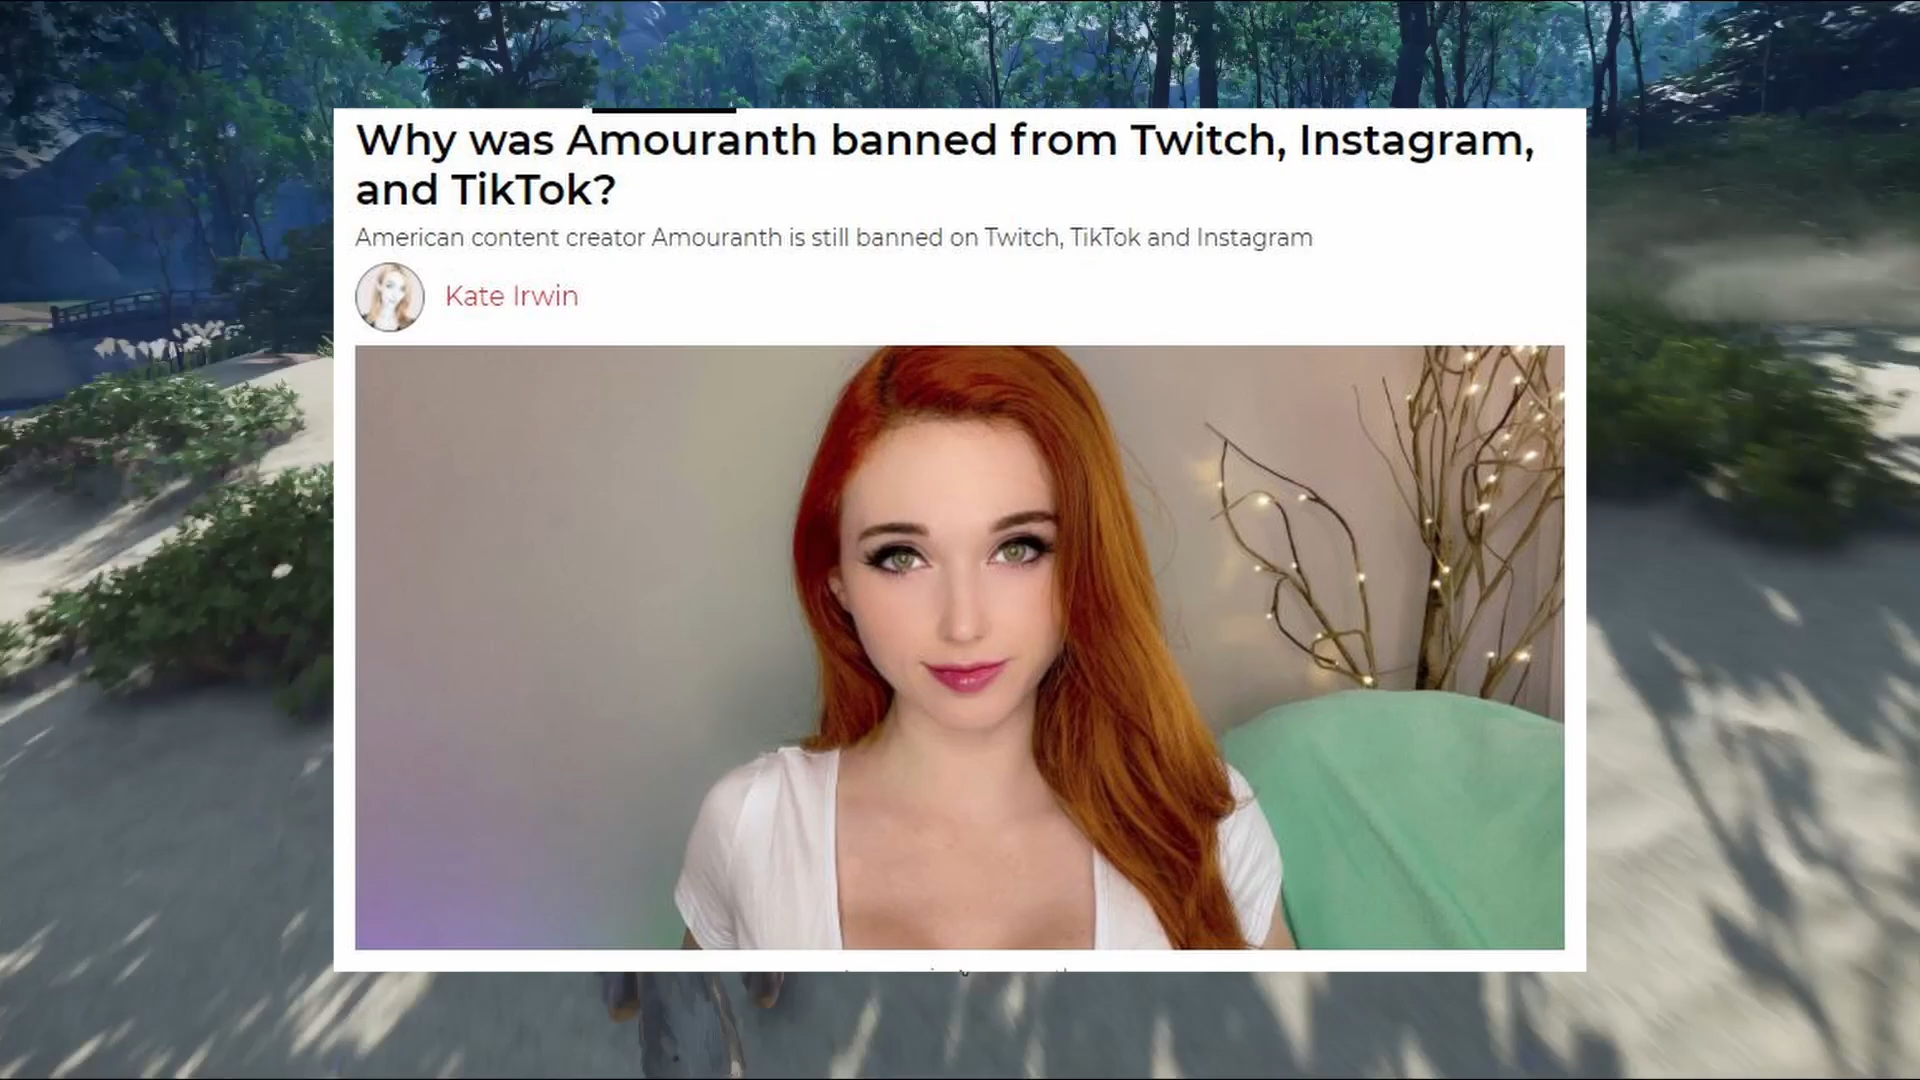 Why was Amouranth banned from Twitch, Instagram,
and TikTok?
American content creator Amouranth is still banned on Twitch, TikTok and Instagram
Kate Irwin